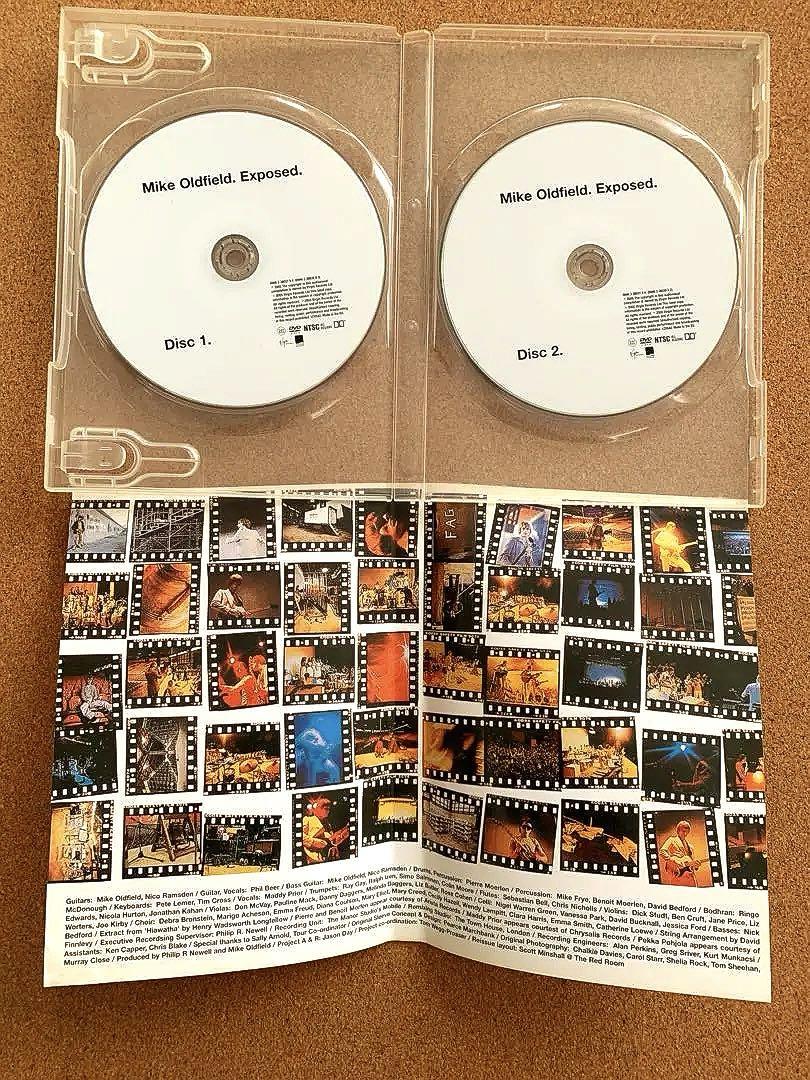 Mike Oldfield. Exposed.
Disc 1.
DVD NTSC
Mike Oldfield. Exposed.
Disc 2.
DVD NTSC
FAG
Guitars: Mike Oldfield, Nico Ramsden / Guitar, Vocals: Phil Beer / Bass Guitar: Mike Oldfield, Nico Ramsden / Drums, Percussion: Pierre Moerlen / Percussion: Mike Frye, Benoit Moerlen, David Bedford / Bodhran: Ringo
McDonough / Keyboards: Pete Lemer, Tim Cross / Vocals: Maddy Prior / Trumpets: Ray Gay, Ralph Izen, Simo Salminen, Colin Moore / Flutes: Sebastian Bell, Chris Nicholls / Violins: Dick Studt, Ben Cruft, Jane Price, Liz
Edwards, Nicola Hurton, Jonathan Kahan / Violas: Don McVay, Pauline Mack, Danny Daggers, Melinda Daggers, Liz Butler, Ross Cohen / Celli: Nigel Warren Green, Vanessa Park, David Bucknall, Jessica Ford / Basses: Nick
Worters, Joe Kirby / Choir: Debra Bronstein, Marigo Acheson, Emma Freud, Diana Coulson, Mary Elliot, Mary Creed, Cecily Hazell, Wendy Lampitt, Clara Harris, Emma Smith, Catherine Loewe / String Arrangement by David
Bedford / Extract from 'Hiawatha' by Henry Wadsworth Longfellow / Pierre and Benoit Moerlen appear courtesy of Arista Records / Maddy Prior appears courtesy of Chrysalis Records / Pekka Pohjola appears courtesy of
Finnlevy / Executive Recording Supervisor: Philip R. Newell / Recording Unit: The Manor Studio Mobile / Remixing Studio: The Town House, London / Recording Engineers: Alan Perkins, Greg Sriver, Kurt Munkacsi /
Assistants: Ken Capper, Chris Blake / Special thanks to Sally Arnold, Tour Co-ordinator / Original Sleeve Concept & Design: Pearce Marchbank / Original Photography: Chalkie Davies, Carol Starr, Sheila Rock, Tom Sheehan,
Murray Close / Produced by Philip R Newell and Mike Oldfield / Project A & R: Jason Day / Project co-ordination: Tom Wegg-Prosser / Reissue layout: Scott Minshall @ The Red Room